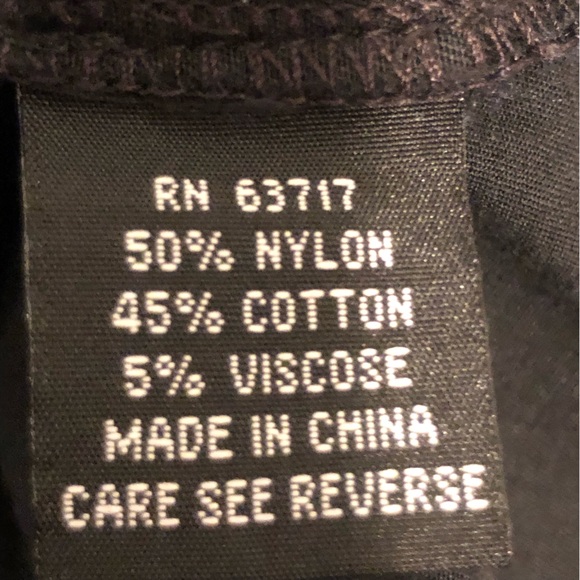 RN 63717
50% NYLON
45% COTTON
5% VISCOSE
MADE IN CHINA
CARE SEE REVERSE